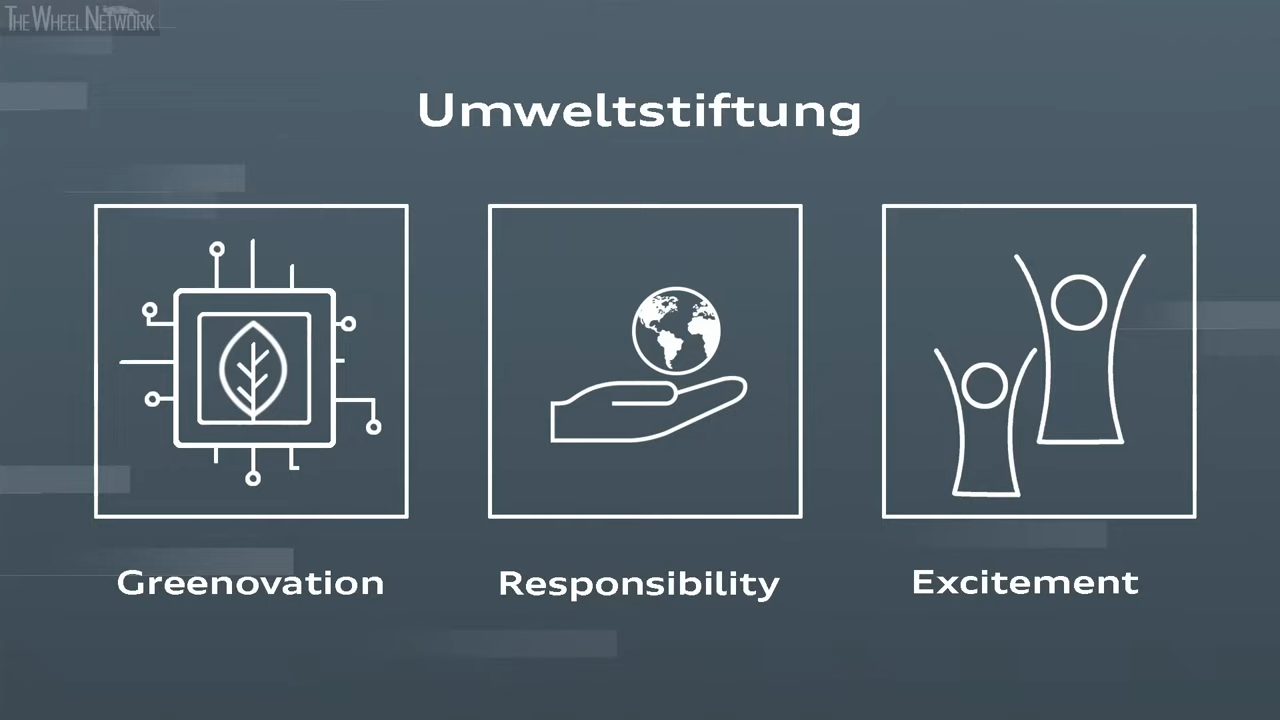 THE WHEEL NETWORK
Umweltstiftung
Greenovation
Responsibility
Excitement